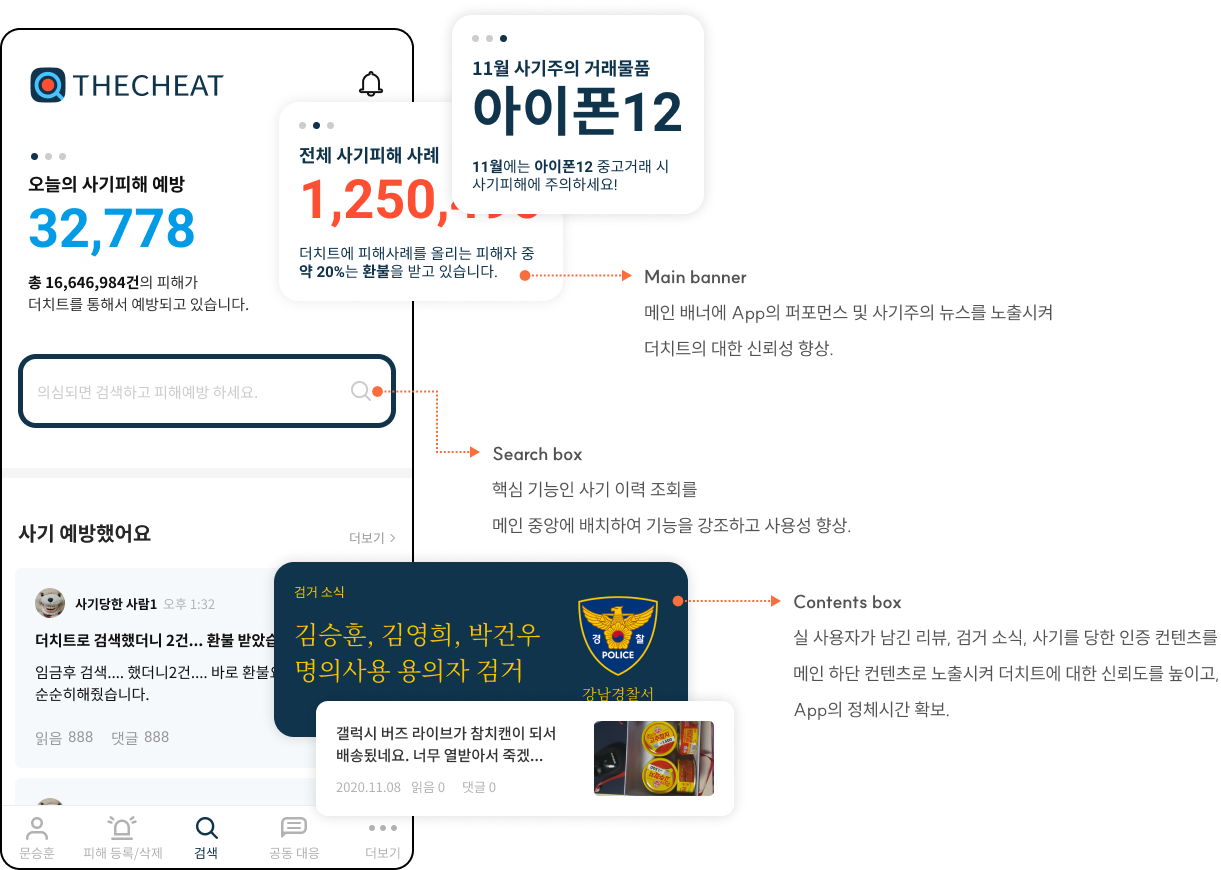 THECHEAT
오늘의 사기피해 예방
32,778
총 16,646,984건의 피해가
더치트를 통해서 예방되고 있습니다.
전체 사기피해 사례
1,250,
더치트에 피해사례를 올리는 피해자 중
약 20%는 환불을 받고 있습니다.
11월 사기주의 거래물품
아이폰12
11월에는 아이폰12 중고거래 시
사기피해에 주의하세요!
Main banner
메인 배너에 App의 퍼포먼스 및 사기주의 뉴스를 노출시켜
더치트의 대한 신뢰성 향상.
의심되면 검색하고 피해예방 하세요.
Search box
핵심 기능인 사기 이력 조회를
메인 중앙에 배치하여 기능을 강조하고 사용성 향상.
사기 예방했어요
더보기 >
사기당한 사람1 오후 1:32
더치트로 검색했더니 2건... 환불 받았습
임금후 검색.... 했더니2건.... 바로 환불
순순히해줬습니다.
읽음 888 댓글 888
검거 소식
김승훈, 김영희, 박건우
명의사용 용의자 검거
경 찰
POLICE
강남경찰서
Contents box
실 사용자가 남긴 리뷰, 검거 소식, 사기를 당한 인증 컨텐츠를
메인 하단 컨텐츠로 노출시켜 더치트에 대한 신뢰도를 높이고,
App의 정체시간 확보.
갤럭시 버즈 라이브가 참치캔이 되서
배송됬네요. 너무 열받아서 죽겠...
2020.11.08 읽음 0 댓글 0
문승훈
피해 등록/삭제
검색
공동 대응
더보기